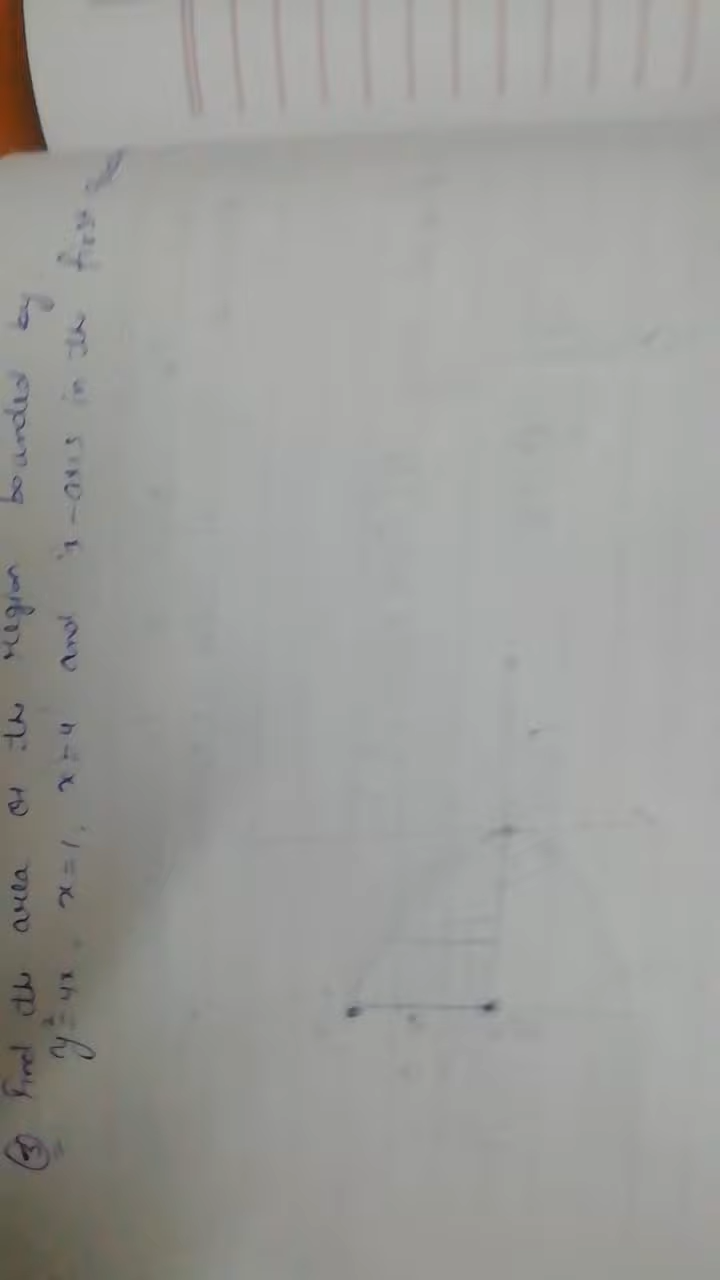 ③ Find the area of the region bounded by
y² = 4x, x = 1, x = 4 and x-axis in the first